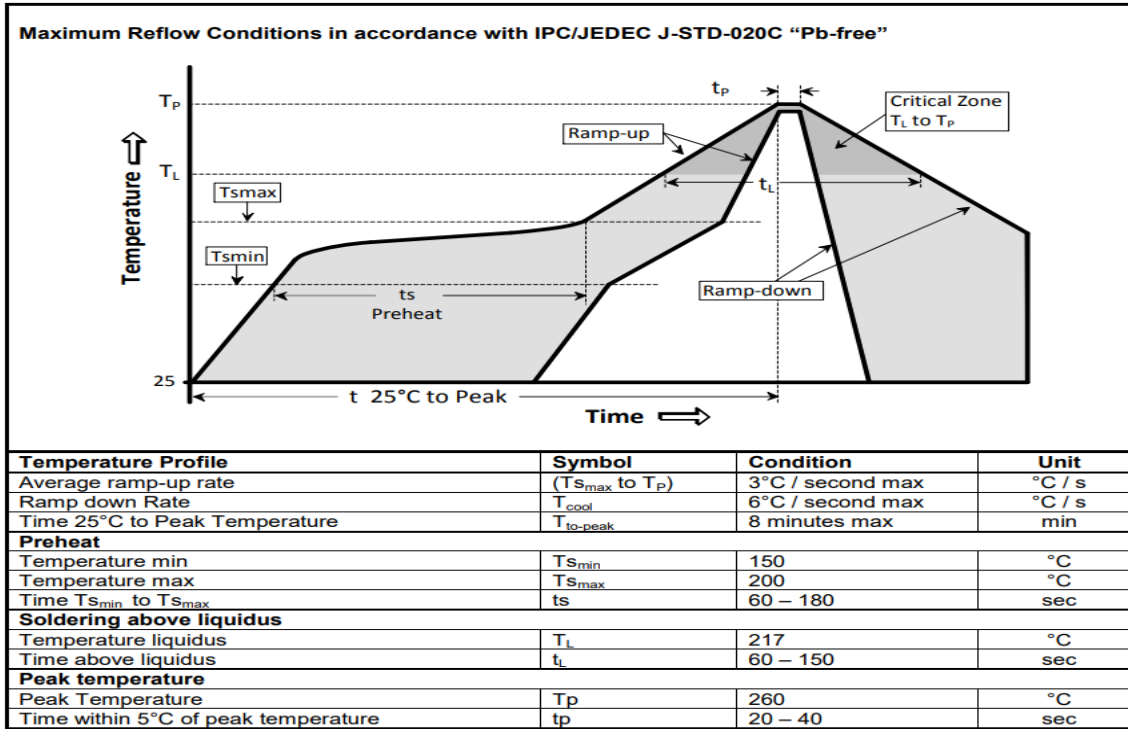 Maximum Reflow Conditions in accordance with IPC/JEDEC J-STD-020C “Pb-free”
tP
TP
Critical Zone
TL to TP
Ramp-up
Temperature
TL
tL
Tsmax
Tsmin
ts
Preheat
Ramp-down
25
t 25°C to Peak
Time
Temperature Profile Symbol Condition Unit
Average ramp-up rate (Tsmax to TP) 3°C / second max °C / s
Ramp down Rate Tcool 6°C / second max °C / s
Time 25°C to Peak Temperature Tto-peak 8 minutes max min
Preheat
Temperature min Tsmin 150 °C
Temperature max Tsmax 200 °C
Time Tsmin to Tsmax ts 60 – 180 sec
Soldering above liquidus
Temperature liquidus TL 217 °C
Time above liquidus tL 60 – 150 sec
Peak temperature
Peak Temperature Tp 260 °C
Time within 5°C of peak temperature tp 20 – 40 sec